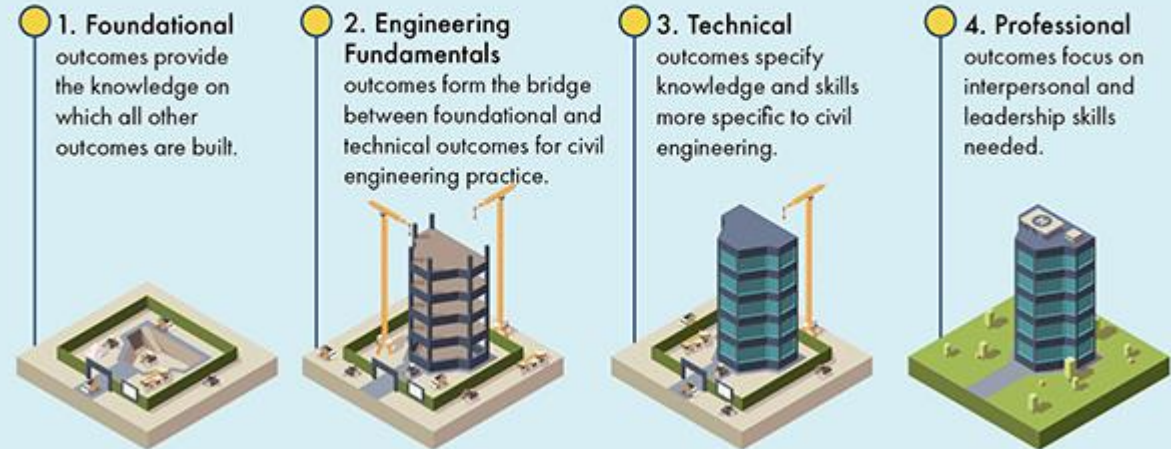 1. Foundational
outcomes provide
the knowledge on
which all other
outcomes are built.
2. Engineering
Fundamentals
outcomes form the bridge
between foundational and
technical outcomes for civil
engineering practice.
3. Technical
outcomes specify
knowledge and skills
more specific to civil
engineering.
4. Professional
outcomes focus on
interpersonal and
leadership skills
needed.